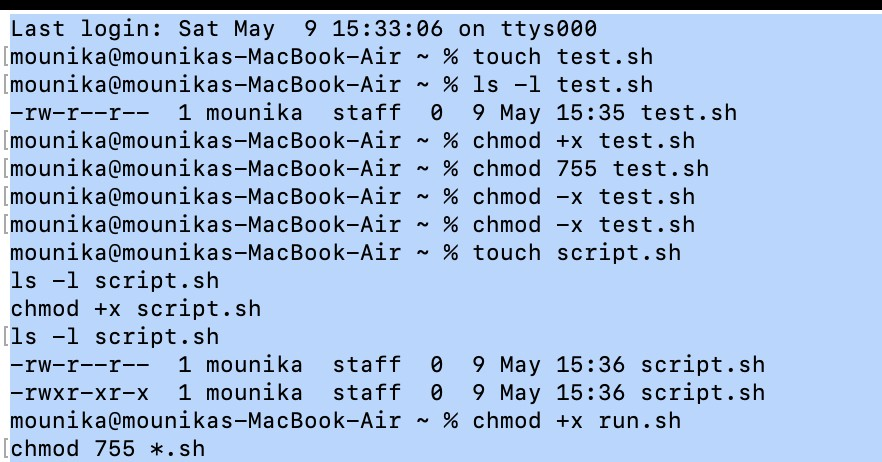 Last login: Sat May  9 15:33:06 on ttys000
[mounika@mounikas-MacBook-Air ~ % touch test.sh
[mounika@mounikas-MacBook-Air ~ % ls -l test.sh
-rw-r--r--  1 mounika  staff  0  9 May 15:35 test.sh
[mounika@mounikas-MacBook-Air ~ % chmod +x test.sh
[mounika@mounikas-MacBook-Air ~ % chmod 755 test.sh
[mounika@mounikas-MacBook-Air ~ % chmod -x test.sh
[mounika@mounikas-MacBook-Air ~ % chmod -x test.sh
mounika@mounikas-MacBook-Air ~ % touch script.sh
ls -l script.sh
chmod +x script.sh
[ls -l script.sh
-rw-r--r--  1 mounika  staff  0  9 May 15:36 script.sh
-rwxr-xr-x  1 mounika  staff  0  9 May 15:36 script.sh
mounika@mounikas-MacBook-Air ~ % chmod +x run.sh
[chmod 755 *.sh